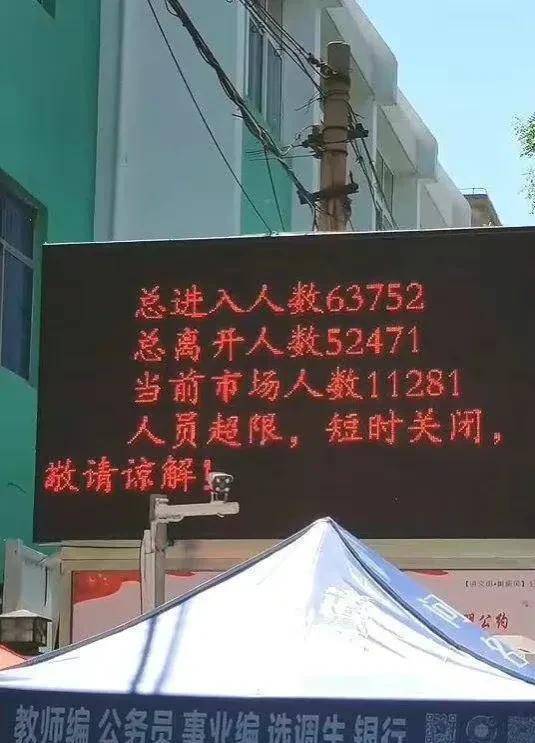 总进入人数63752
总离开人数52471
当前市场人数11281
人员超限，短时关闭，
敬请谅解！
公约
教师编 公务员 事业编 选调生 银行